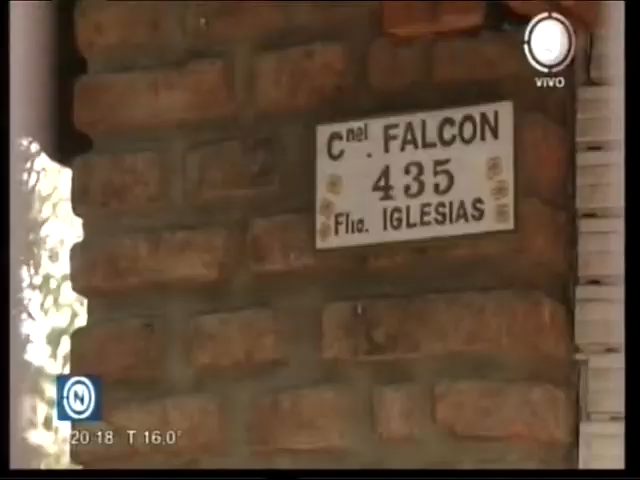 VIVO
Cnel. FALCON
435
Flia. IGLESIAS
N
20:18 T 16.0°